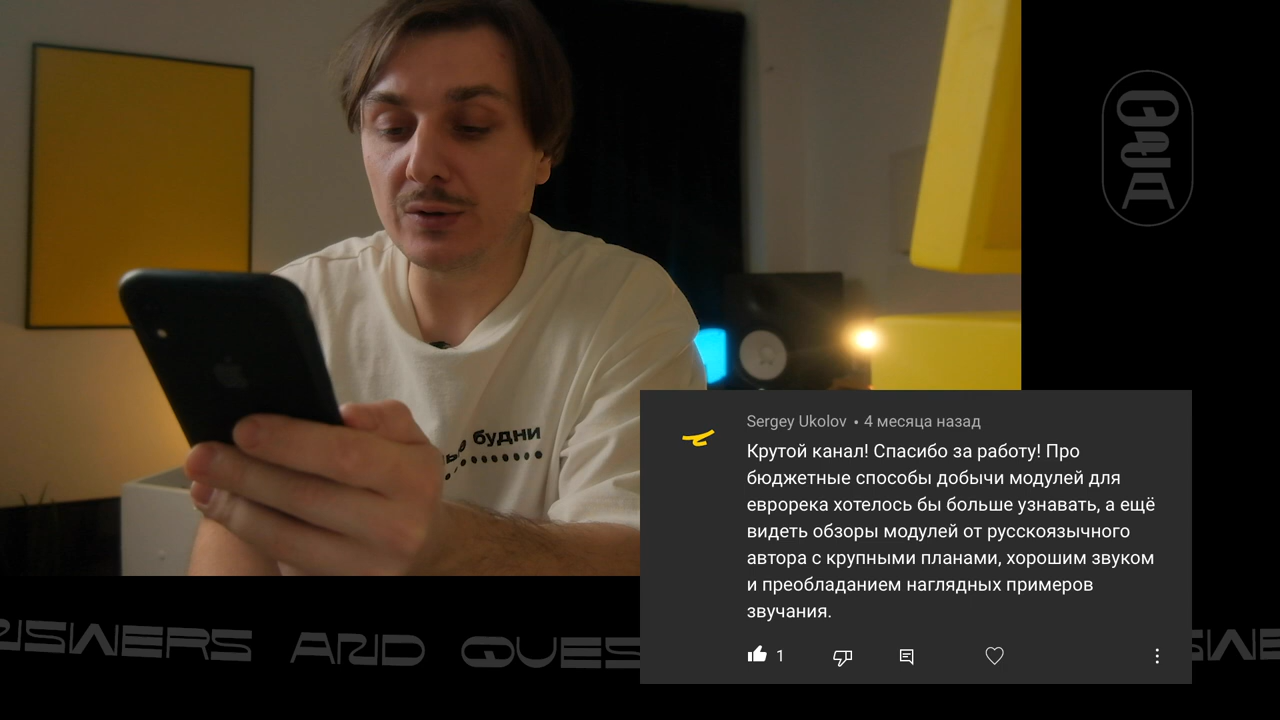 QUA
будни
Sergey Ukolov • 4 месяца назад
Крутой канал! Спасибо за работу! Про
бюджетные способы добычи модулей для
еврорека хотелось бы больше узнавать, а ещё
видеть обзоры модулей от русскоязычного
автора с крупными планами, хорошим звуком
и преобладанием наглядных примеров
звучания.
1
AND